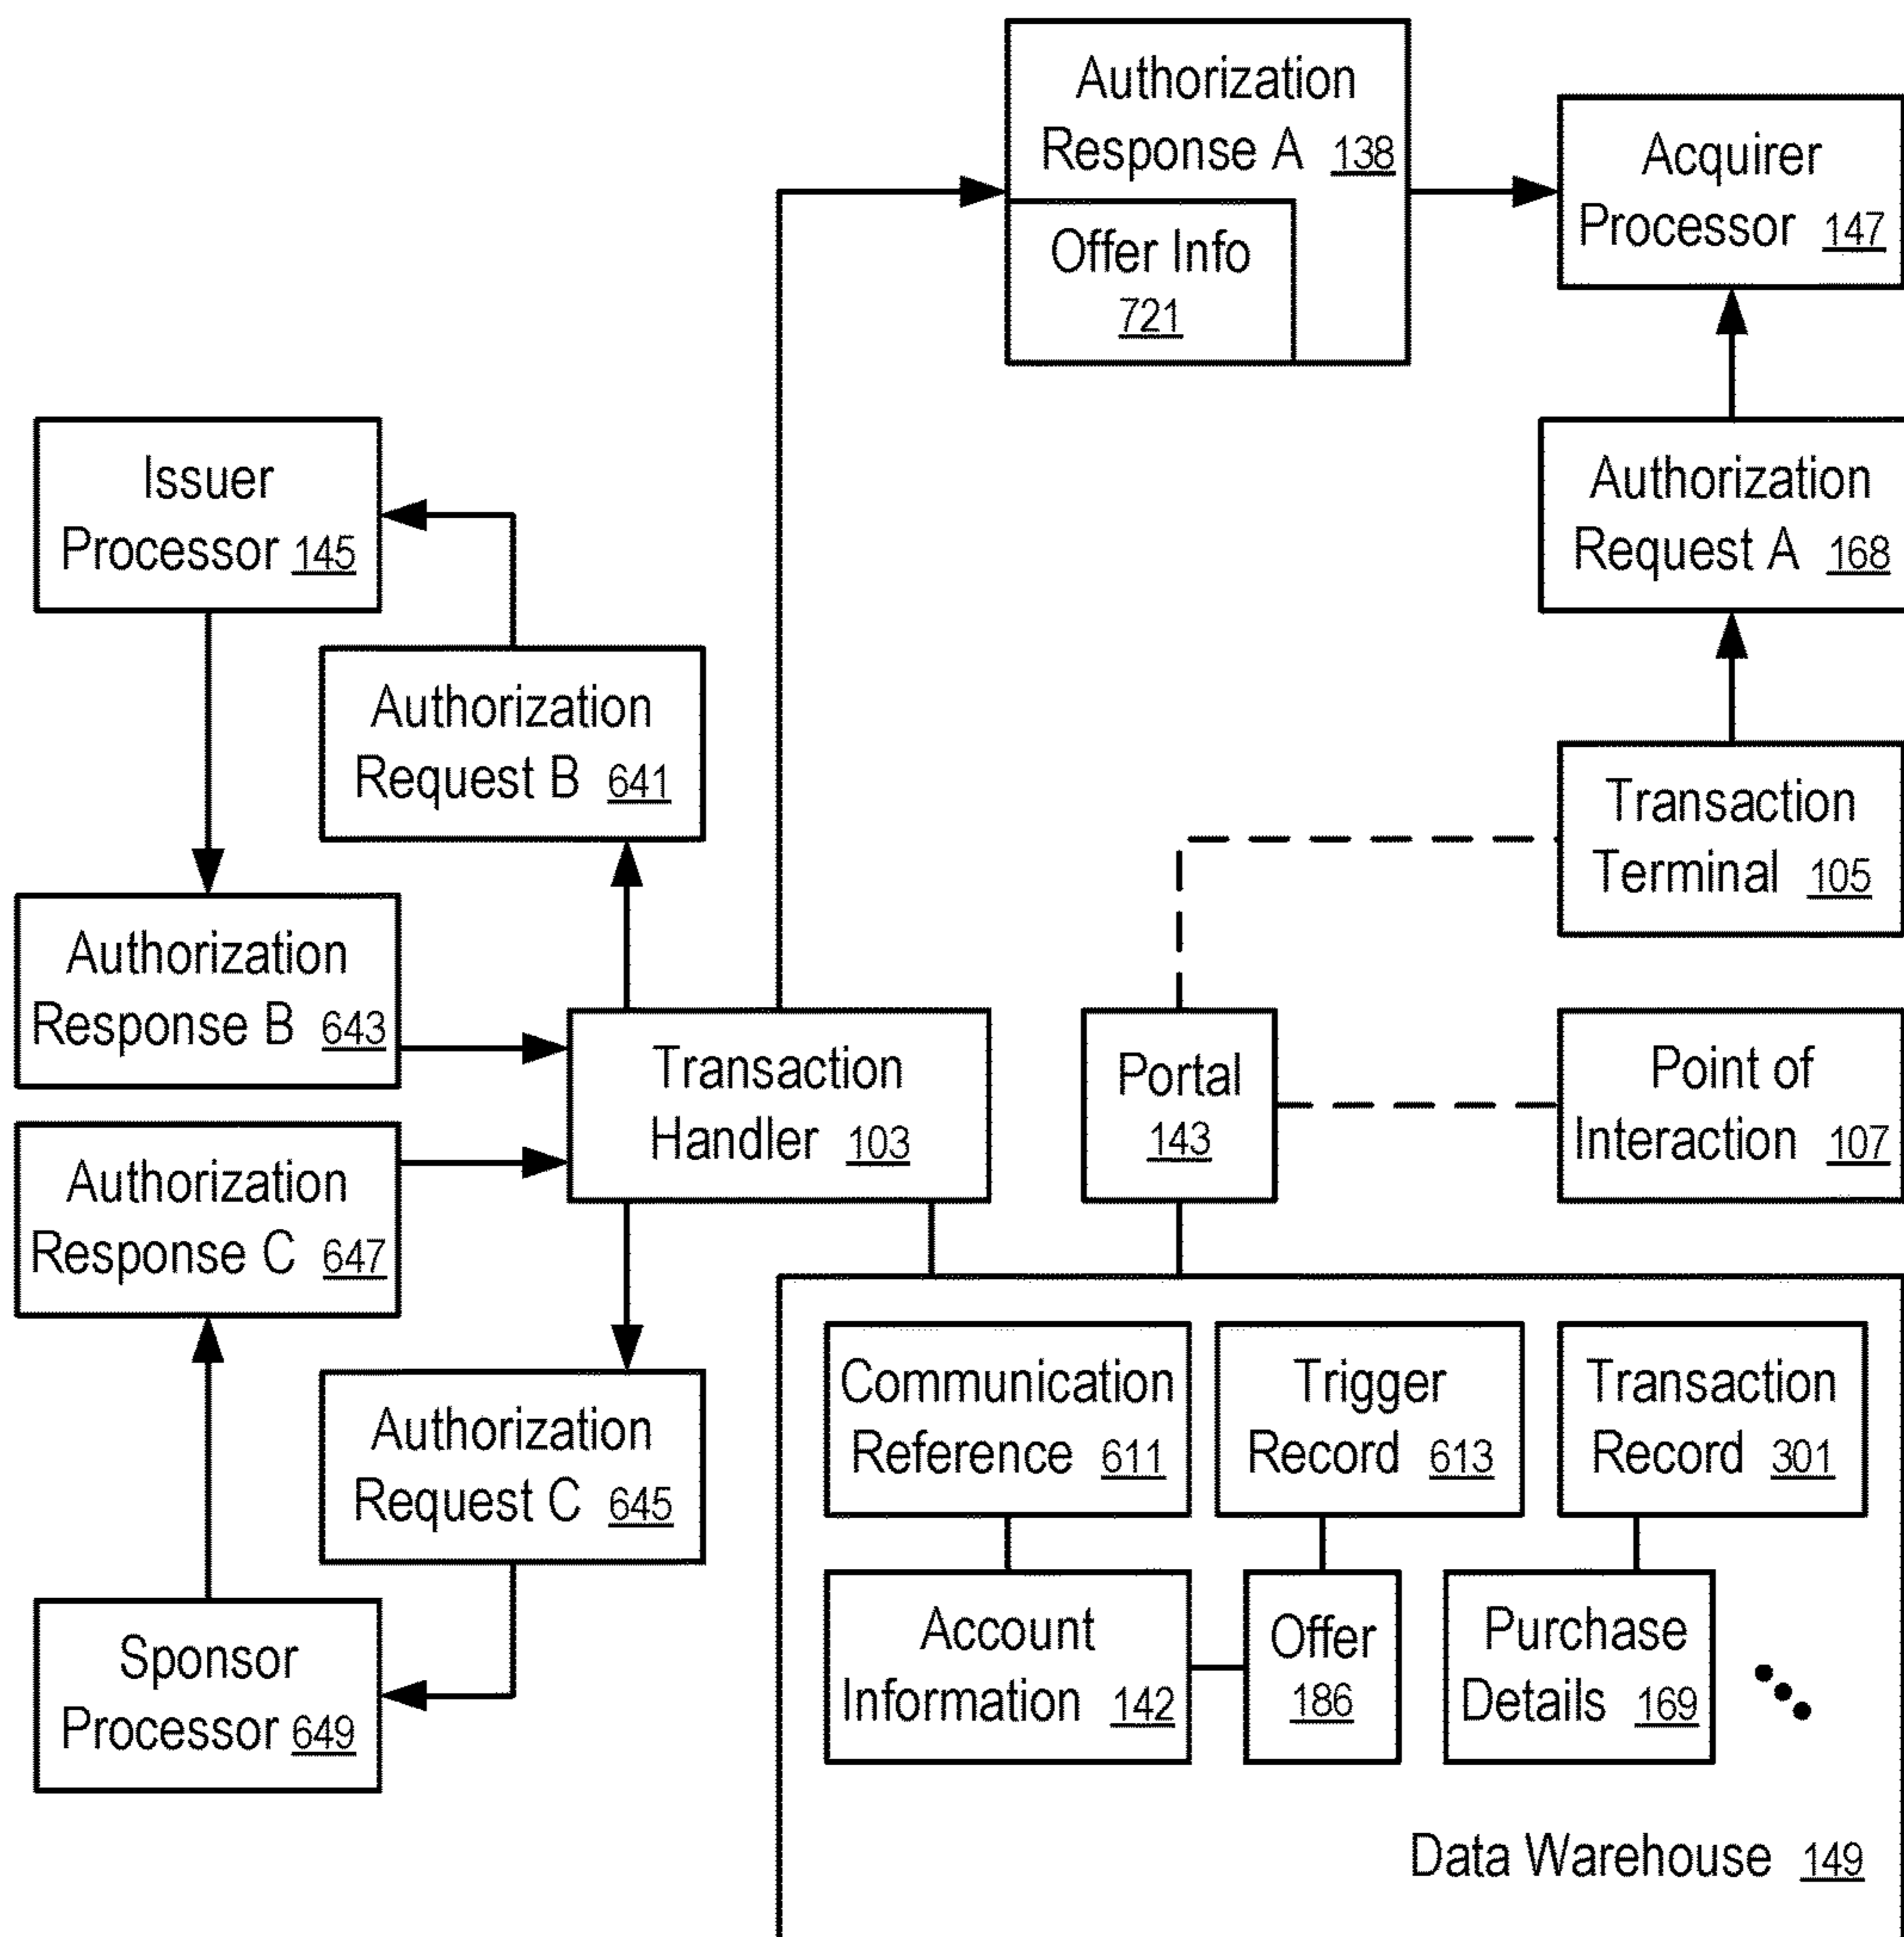 Authorization
Response A 138
Offer Info
721
Acquirer
Processor 147
Issuer
Processor 145
Authorization
Request A 168
Authorization
Request B 641
Transaction
Terminal 105
Authorization
Response B 643
Transaction
Handler 103
Portal
143
Point of
Interaction 107
Authorization
Response C 647
Authorization
Request C 645
Communication
Reference 611
Trigger
Record 613
Transaction
Record 301
Sponsor
Processor 649
Account
Information 142
Offer
186
Purchase
Details 169
Data Warehouse 149